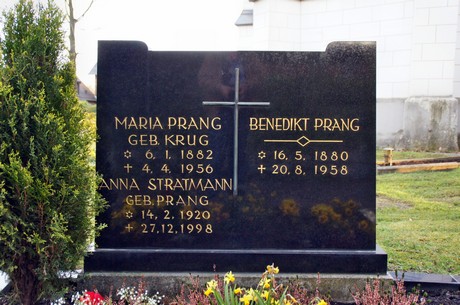 MARIA PRANG
GEB. KRUG
☼ 6. 1. 1882
✝ 4. 4. 1956
ANNA STRATMANN
GEB. PRANG
☼ 14. 2. 1920
✝ 27. 12. 1998
BENEDIKT PRANG
☼ 16. 5. 1880
✝ 20. 8. 1958